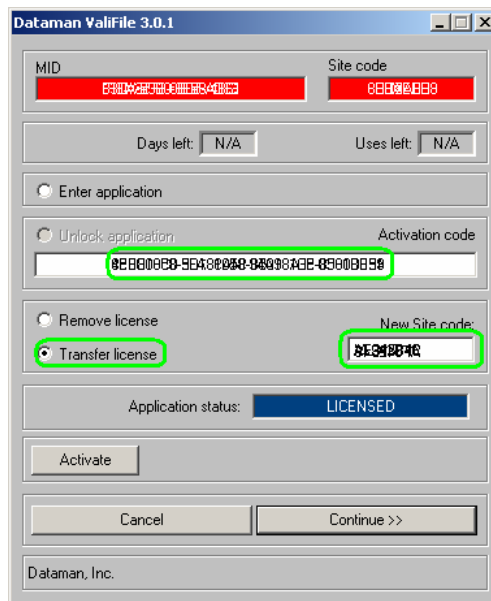 Dataman ValiFile 3.0.1
MID
Site code
Days left: N/A
Uses left: N/A
Enter application
Unlock application
Activation code
Remove license
New Site code:
Transfer license
Application status: LICENSED
Activate
Cancel
Continue >>
Dataman, Inc.